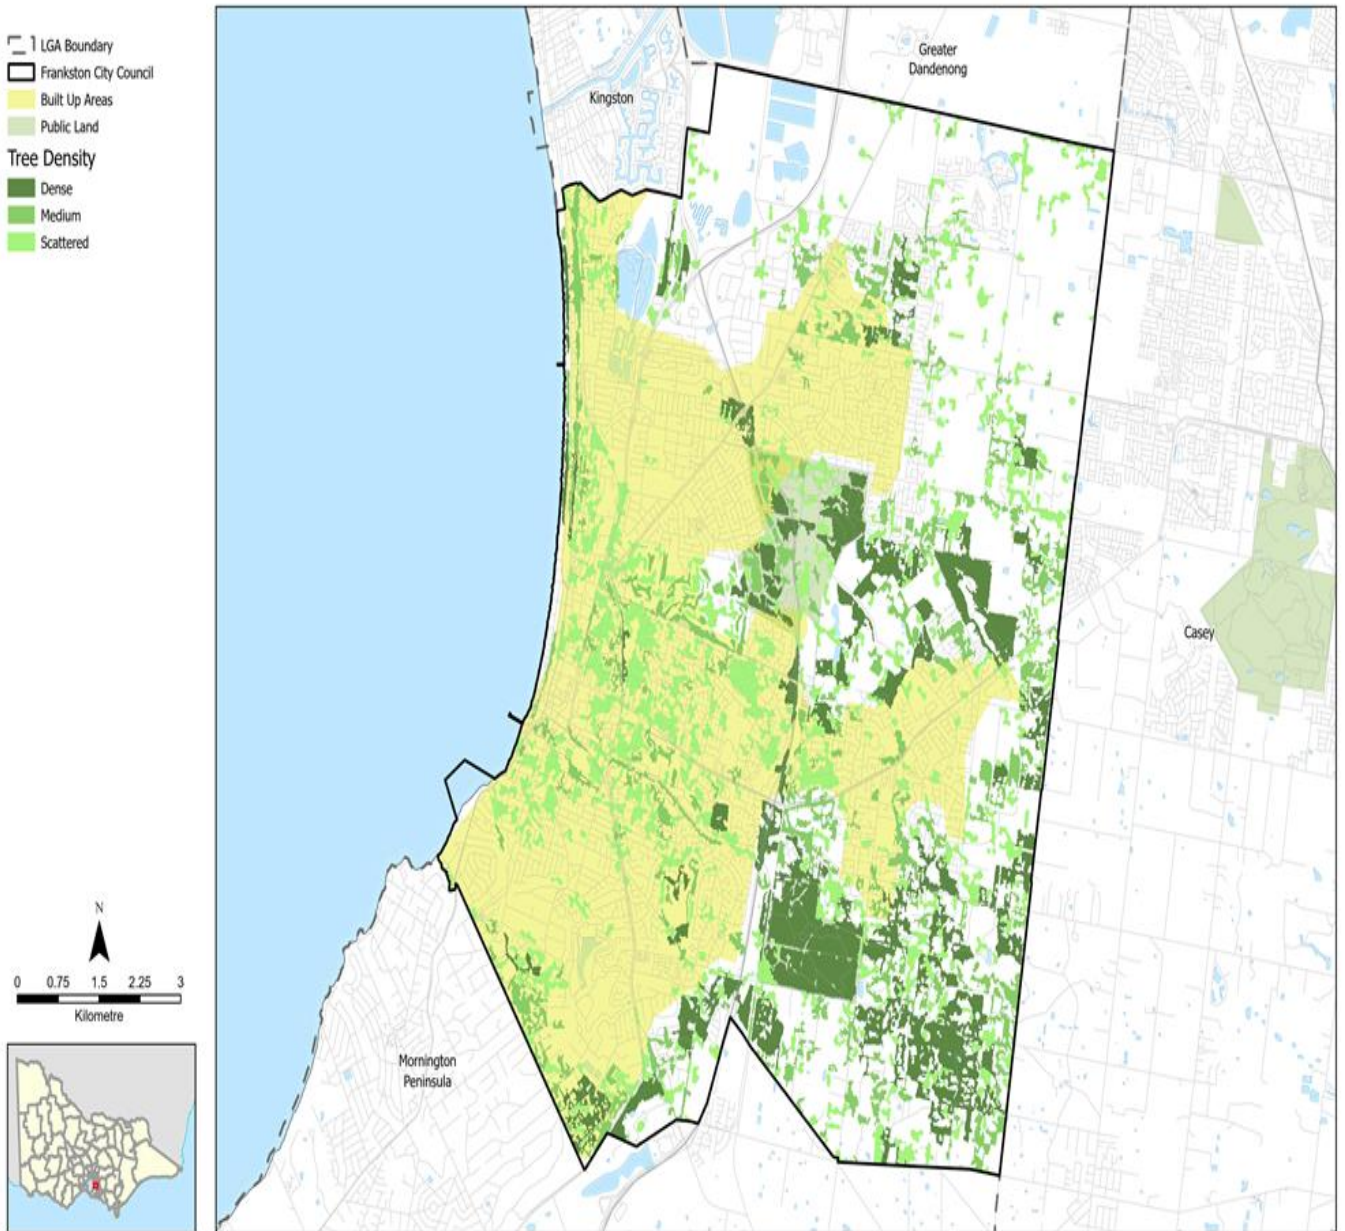 LGA Boundary
Frankston City Council
Built Up Areas
Public Land
Tree Density
Dense
Medium
Scattered
Greater
Dandenong
Kingston
Casey
Mornington
Peninsula
N
0 0.75 1.5 2.25 3
Kilometre